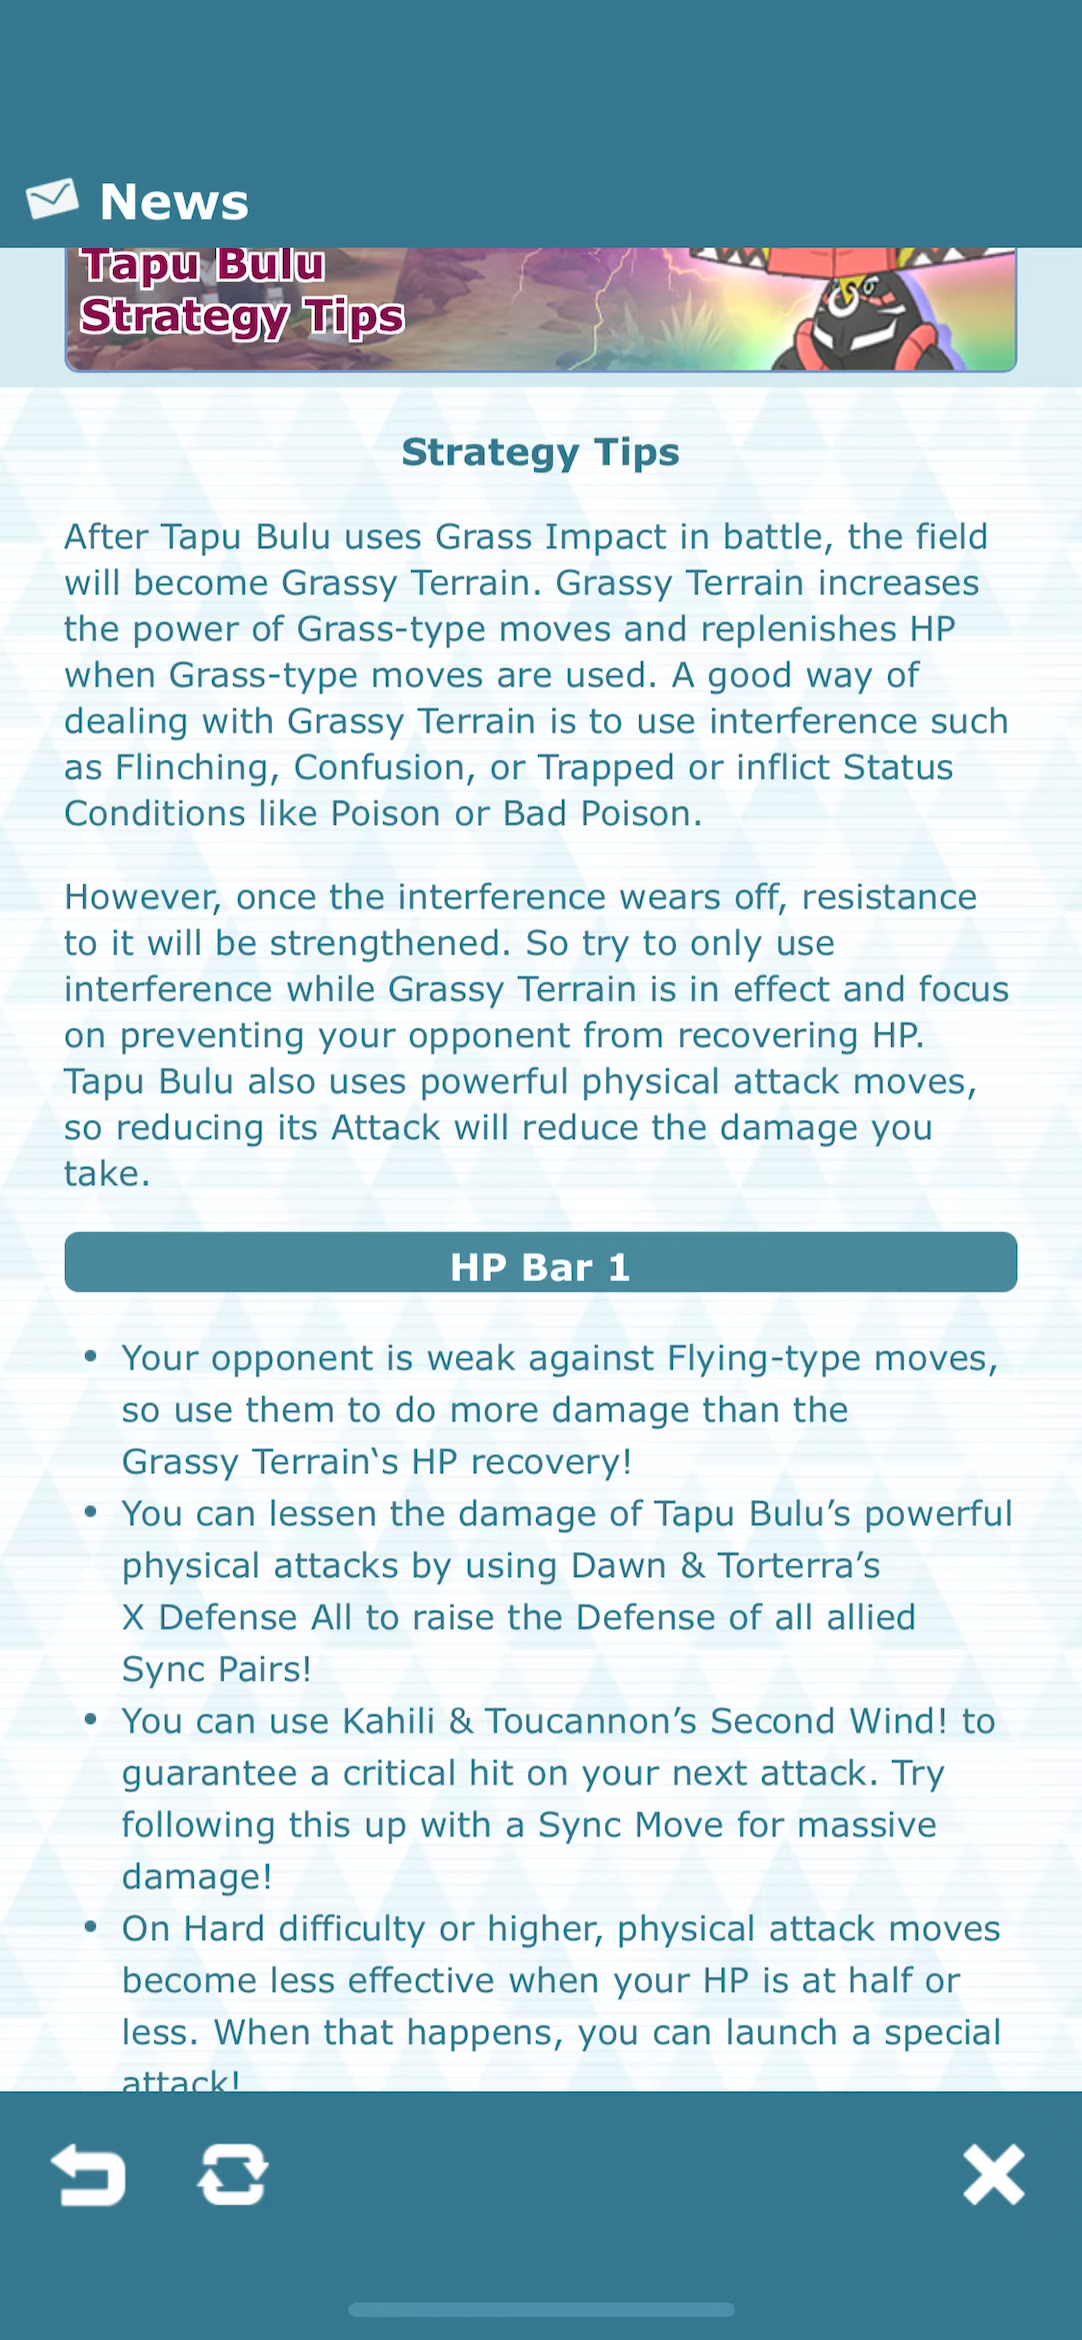 News
Tapu Bulu
Strategy Tips
Strategy Tips
After Tapu Bulu uses Grass Impact in battle, the field
will become Grassy Terrain. Grassy Terrain increases
the power of Grass-type moves and replenishes HP
when Grass-type moves are used. A good way of
dealing with Grassy Terrain is to use interference such
as Flinching, Confusion, or Trapped or inflict Status
Conditions like Poison or Bad Poison.
However, once the interference wears off, resistance
to it will be strengthened. So try to only use
interference while Grassy Terrain is in effect and focus
on preventing your opponent from recovering HP.
Tapu Bulu also uses powerful physical attack moves,
so reducing its Attack will reduce the damage you
take.
HP Bar 1
• Your opponent is weak against Flying-type moves,
so use them to do more damage than the
Grassy Terrain‛s HP recovery!
• You can lessen the damage of Tapu Bulu’s powerful
physical attacks by using Dawn & Torterra’s
X Defense All to raise the Defense of all allied
Sync Pairs!
• You can use Kahili & Toucannon’s Second Wind! to
guarantee a critical hit on your next attack. Try
following this up with a Sync Move for massive
damage!
• On Hard difficulty or higher, physical attack moves
become less effective when your HP is at half or
less. When that happens, you can launch a special
attack!